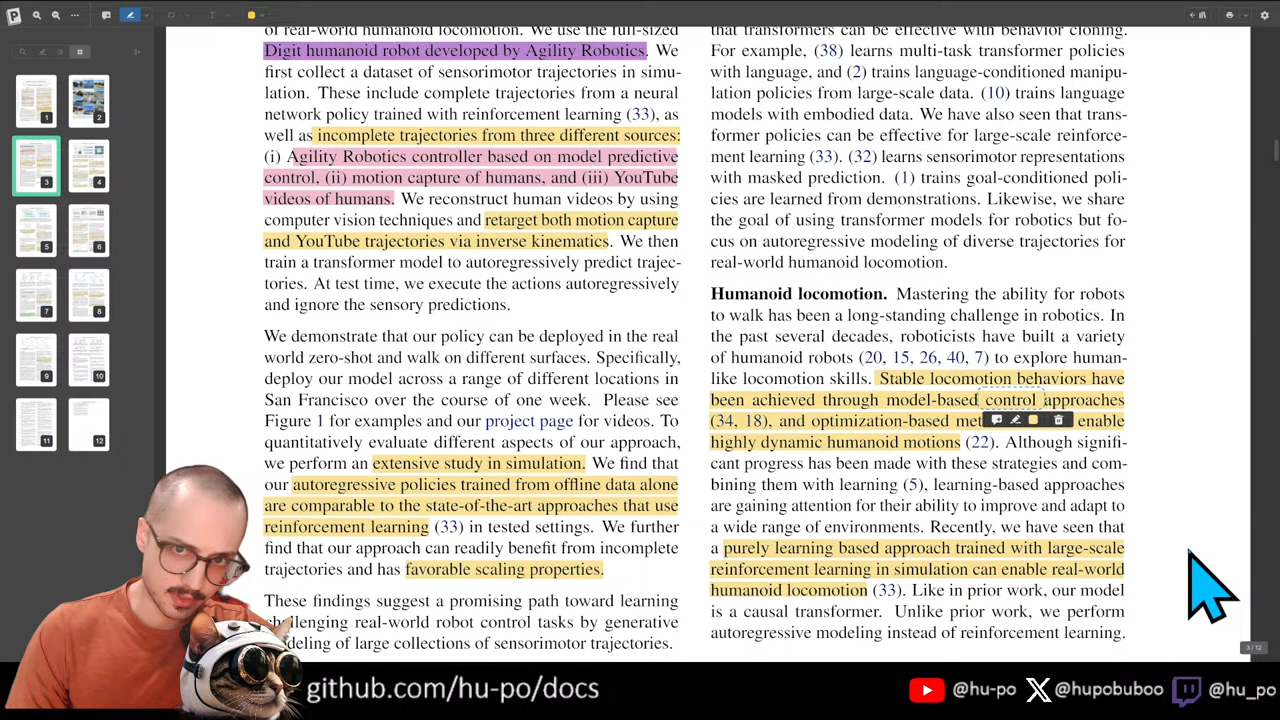 of real-world humanoid locomotion. We use the full-sized
Digit humanoid robot developed by Agility Robotics. We
first collect a dataset of sensorimotor trajectories in simu-
lation. These include complete trajectories from a neural
network policy trained with reinforcement learning (33), as
well as incomplete trajectories from three different sources:
(i) Agility Robotics controller based on model predictive
control, (ii) motion capture of humans, and (iii) YouTube
videos of humans. We reconstruct human videos by using
computer vision techniques and retarget both motion capture
and YouTube trajectories via inverse kinematics. We then
train a transformer model to autoregressively predict trajec-
tories. At test time, we execute the actions autoregressively
and ignore the sensory predictions.
We demonstrate that our policy can be deployed in the real
world zero-shot and walk on different surfaces. Specifically,
deploy our model across a range of different locations in
San Francisco over the course of one week. Please see
Figure 1 for examples and our project page for videos. To
quantitatively evaluate different aspects of our approach,
we perform an extensive study in simulation. We find that
our autoregressive policies trained from offline data alone
are comparable to the state-of-the-art approaches that use
reinforcement learning (33) in tested settings. We further
find that our approach can readily benefit from incomplete
trajectories and has favorable scaling properties.
These findings suggest a promising path toward learning
challenging real-world robot control tasks by generative
modeling of large collections of sensorimotor trajectories.
that transformers can be effective with behavior cloning.
For example, (38) learns multi-task transformer policies
with language, and (2) trains language-conditioned manipu-
lation policies from large-scale data. (10) trains language
models with embodied data. We have also seen that trans-
former policies can be effective for large-scale reinforce-
ment learning (33). (32) learns sensorimotor representations
with masked prediction. (1) trains goal-conditioned poli-
cies are learned from demonstrations. Likewise, we share
the goal of using transformer models for robotics but fo-
cus on autoregressive modeling of diverse trajectories for
real-world humanoid locomotion.
Humanoid locomotion. Mastering the ability for robots
to walk has been a long-standing challenge in robotics. In
the past several decades, roboticists have built a variety
of humanoid robots (20, 15, 26, 40, 7) to explore human-
like locomotion skills. Stable locomotion behaviors have
been achieved through model-based control approaches
(34, 18), and optimization-based met enable
highly dynamic humanoid motions (22). Although signifi-
cant progress has been made with these strategies and com-
bining them with learning (5), learning-based approaches
are gaining attention for their ability to improve and adapt to
a wide range of environments. Recently, we have seen that
a purely learning based approach trained with large-scale
reinforcement learning in simulation can enable real-world
humanoid locomotion (33). Like in prior work, our model
is a causal transformer. Unlike prior work, we perform
autoregressive modeling instead of reinforcement learning.
1
2
3
4
5
6
7
8
9
10
11
12
3 / 12
github.com/hu-po/docs
@hu-po
@hupobuboo
@hu_po